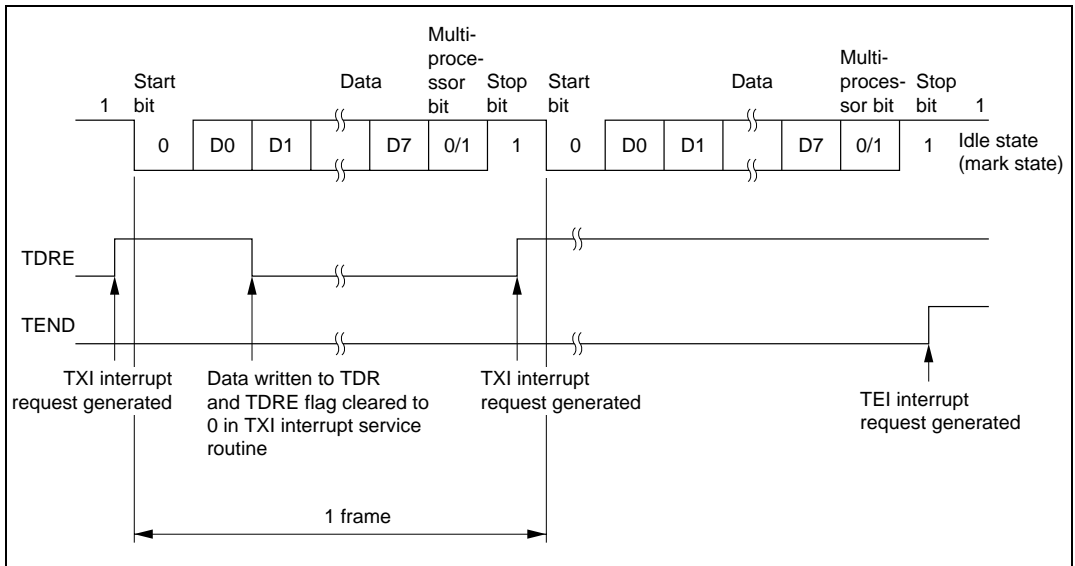 Multi-
proce-
ssor
bit
Start
bit
Data
Stop
bit
Start
bit
Data
Multi-
proces-
sor bit
Stop
bit
1
1
0
D0
D1
D7
0/1
1
0
D0
D1
D7
0/1
1
Idle state
(mark state)
TDRE
TEND
TXI interrupt
request generated
Data written to TDR
and TDRE flag cleared to
0 in TXI interrupt service
routine
TXI interrupt
request generated
TEI interrupt
request generated
1 frame